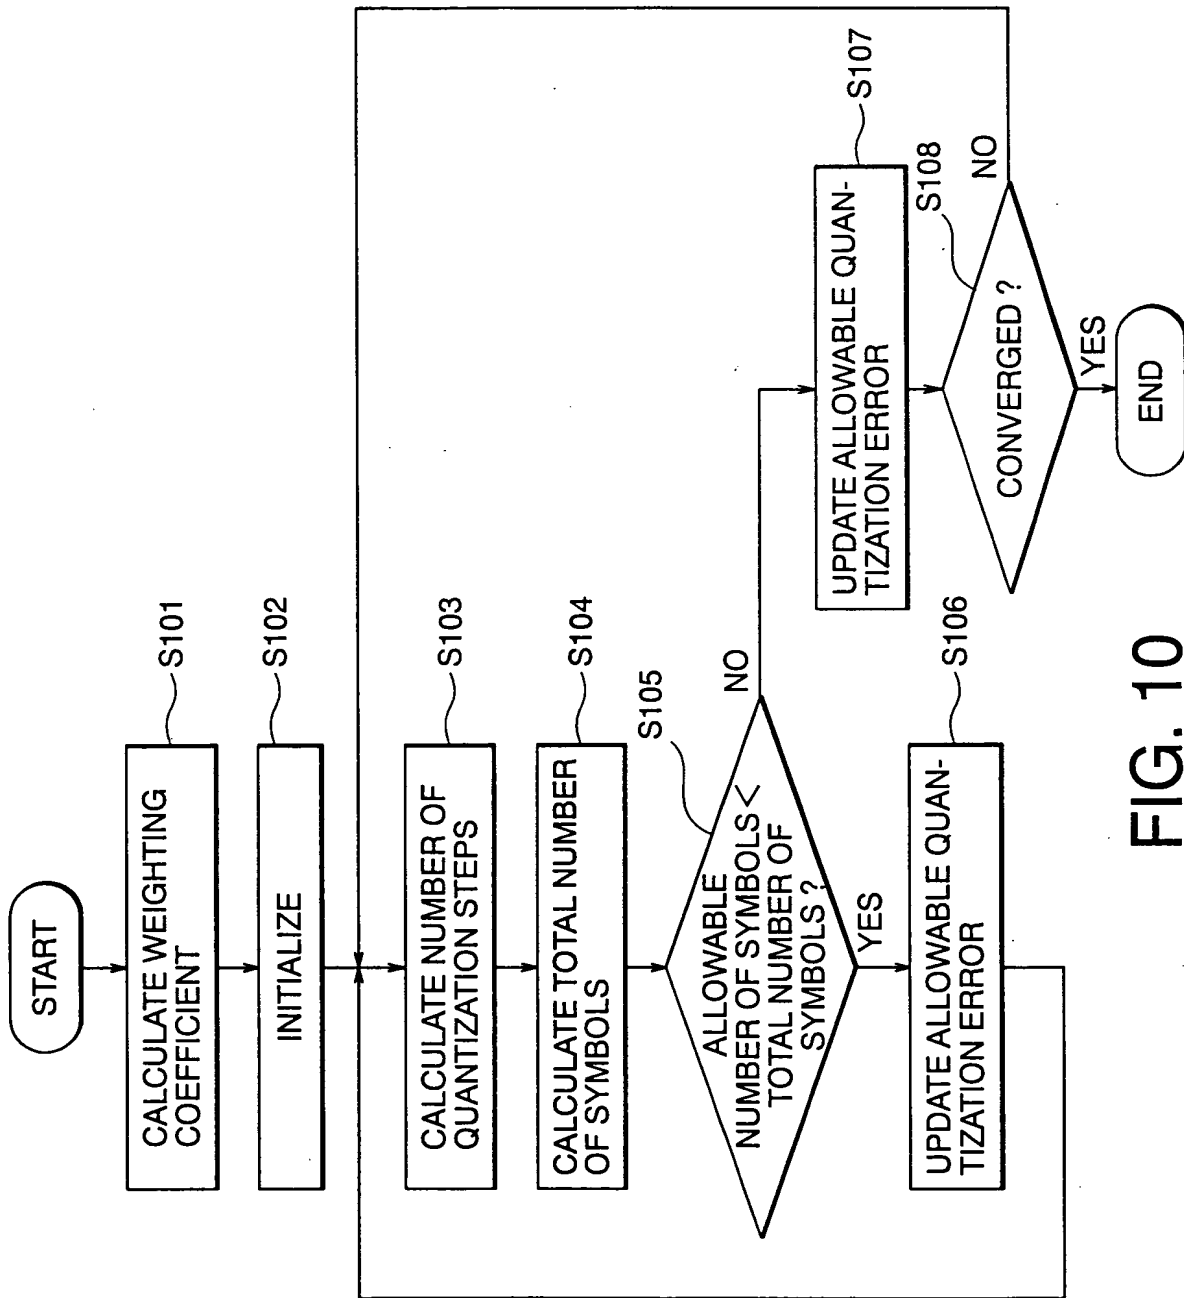 START
CALCULATE WEIGHTING
COEFFICIENT
S101
INITIALIZE
S102
CALCULATE NUMBER OF
QUANTIZATION STEPS
S103
CALCULATE TOTAL NUMBER
OF SYMBOLS
S104
ALLOWABLE
NUMBER OF SYMBOLS <
TOTAL NUMBER OF
SYMBOLS ?
S105
NO
YES
UPDATE ALLOWABLE QUAN-
TIZATION ERROR
S106
UPDATE ALLOWABLE QUAN-
TIZATION ERROR
S107
CONVERGED ?
S108
NO
YES
END
FIG. 10